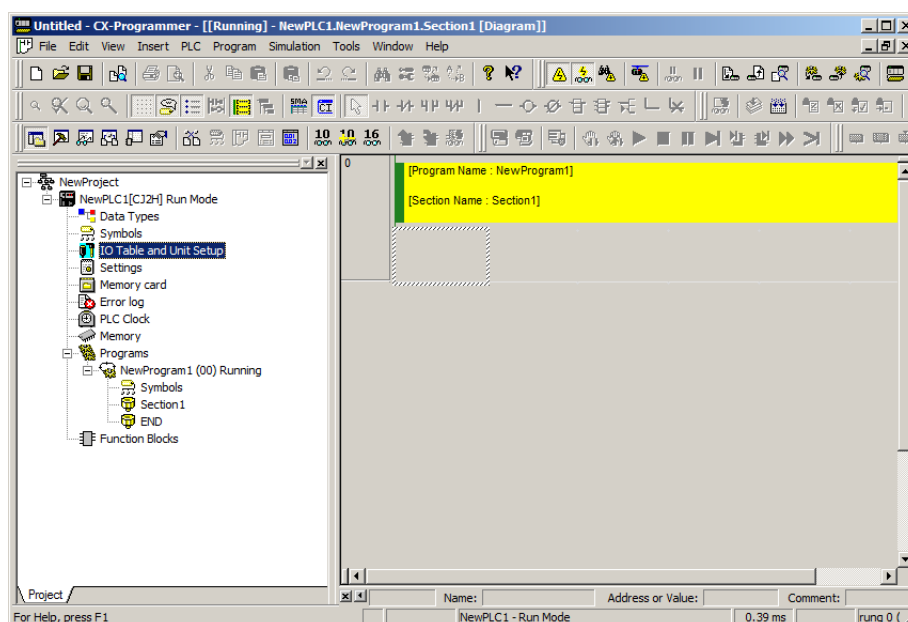 Untitled - CX-Programmer - [[Running] - NewPLC1.NewProgram1.Section1 [Diagram]]
File Edit View Insert PLC Program Simulation Tools Window Help
10 10 16
0
[Program Name : NewProgram1]
[Section Name : Section1]
NewProject
NewPLC1[CJ2H] Run Mode
Data Types
Symbols
IO Table and Unit Setup
Settings
Memory card
Error log
PLC Clock
Memory
Programs
NewProgram1 (00) Running
Symbols
Section1
END
Function Blocks
Project
Name: Address or Value: Comment:
For Help, press F1 NewPLC1 - Run Mode 0.39 ms rung 0 (